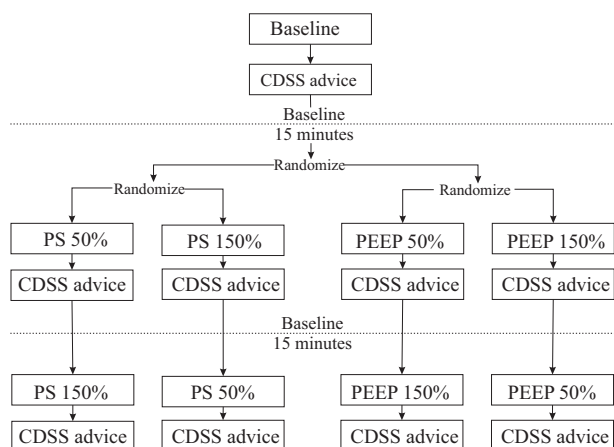 Baseline
CDSS advice
Baseline
15 minutes
Randomize
Randomize
Randomize
PS 50%
PS 150%
PEEP 50%
PEEP 150%
CDSS advice
CDSS advice
CDSS advice
CDSS advice
Baseline
15 minutes
PS 150%
PS 50%
PEEP 150%
PEEP 50%
CDSS advice
CDSS advice
CDSS advice
CDSS advice